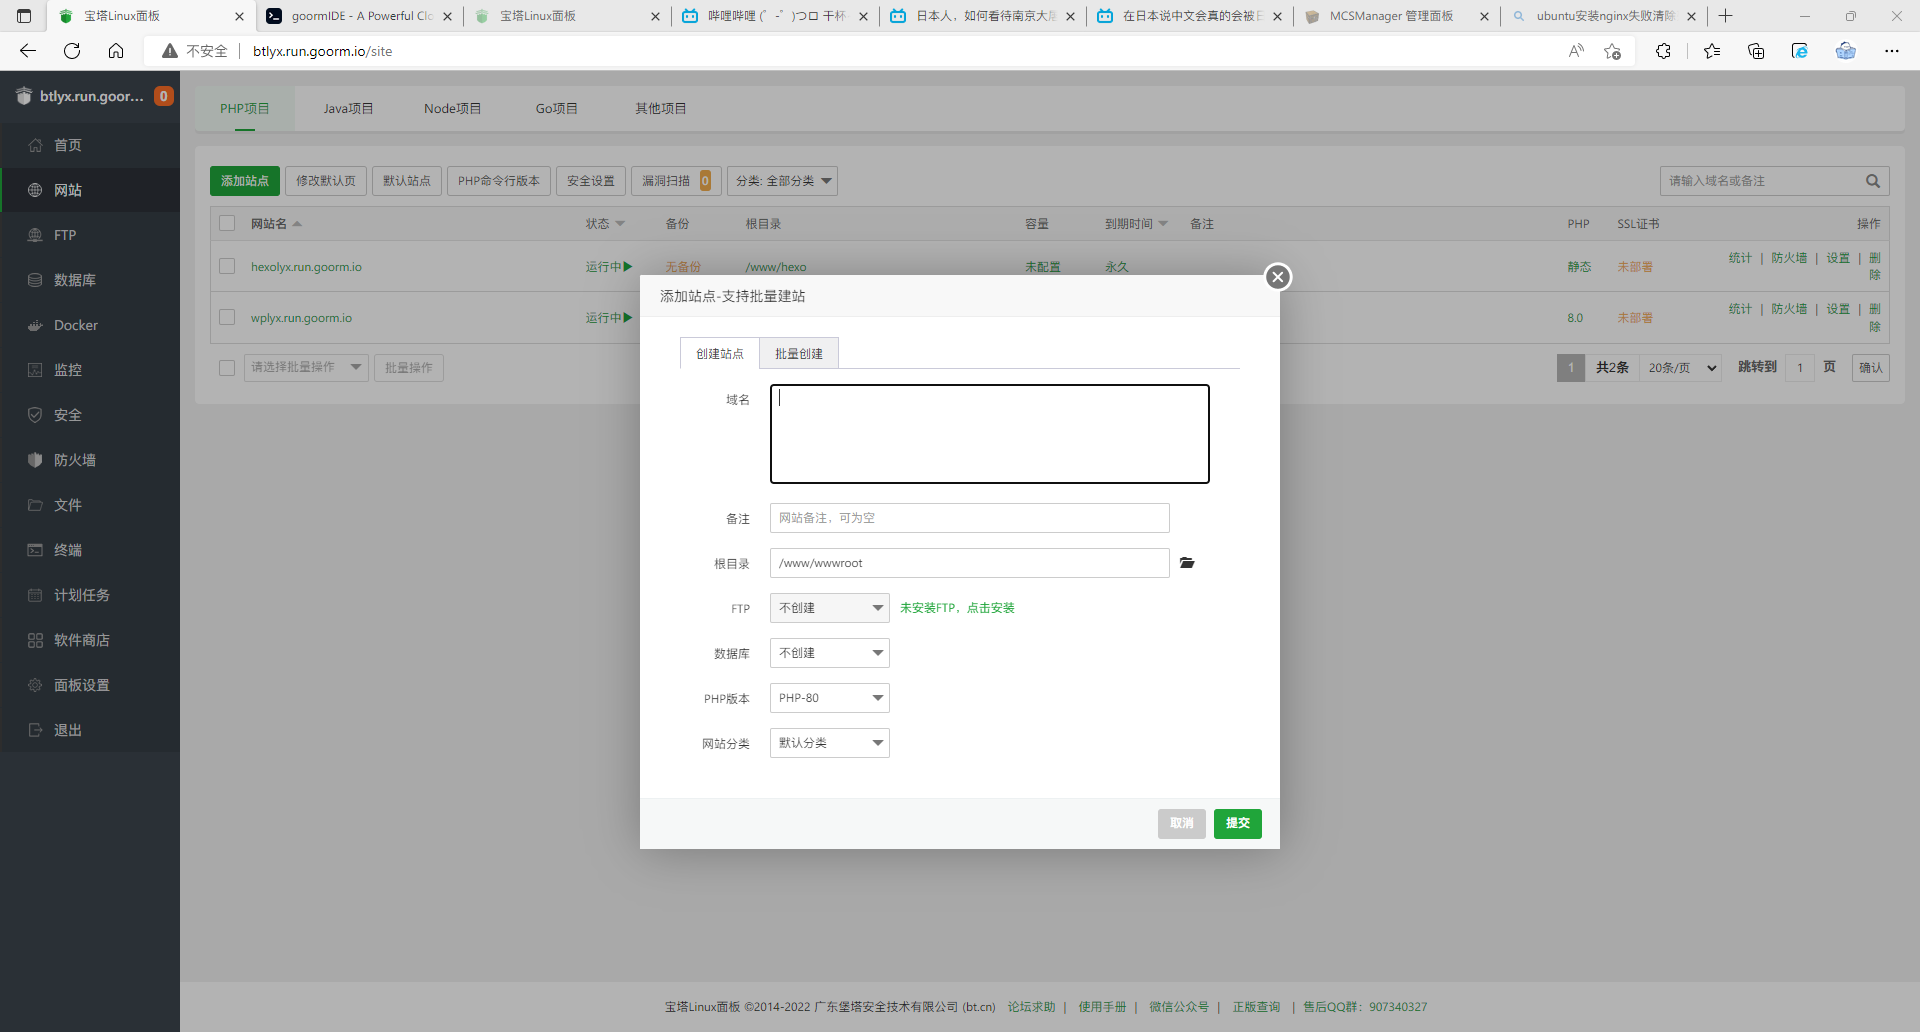 宝塔Linux面板
goormIDE - A Powerful Clo
宝塔Linux面板
哔哩哔哩 (゜-゜)つロ 干杯
日本人，如何看待南京大屠
在日本说中文会真的会被日
MCSManager 管理面板
ubuntu安装nginx失败清除
不安全
btlyx.run.goorm.io/site
btlyx.run.goor... 0
首页
网站
FTP
数据库
Docker
监控
安全
防火墙
文件
终端
计划任务
软件商店
面板设置
退出
PHP项目 Java项目 Node项目 Go项目 其他项目
添加站点 修改默认页 默认站点 PHP命令行版本 安全设置 漏洞扫描 0 分类: 全部分类 请输入域名或备注
网站名 状态 备份 根目录 容量 到期时间 备注 PHP SSL证书 操作
hexolyx.run.goorm.io 运行中 无备份 /www/hexo 未配置 永久 静态 未部署 统计 | 防火墙 | 设置 | 删除
wplyx.run.goorm.io 运行中 8.0 未部署 统计 | 防火墙 | 设置 | 删除
请选择批量操作 批量操作 1 共2条 20条/页 跳转到 1 页 确认
添加站点-支持批量建站
创建站点 批量创建
域名
备注 网站备注，可为空
根目录 /www/wwwroot
FTP 不创建 未安装FTP，点击安装
数据库 不创建
PHP版本 PHP-80
网站分类 默认分类
取消 提交
宝塔Linux面板 ©2014-2022 广东堡塔安全技术有限公司 (bt.cn) 论坛求助 | 使用手册 | 微信公众号 | 正版查询 | 售后QQ群：907340327